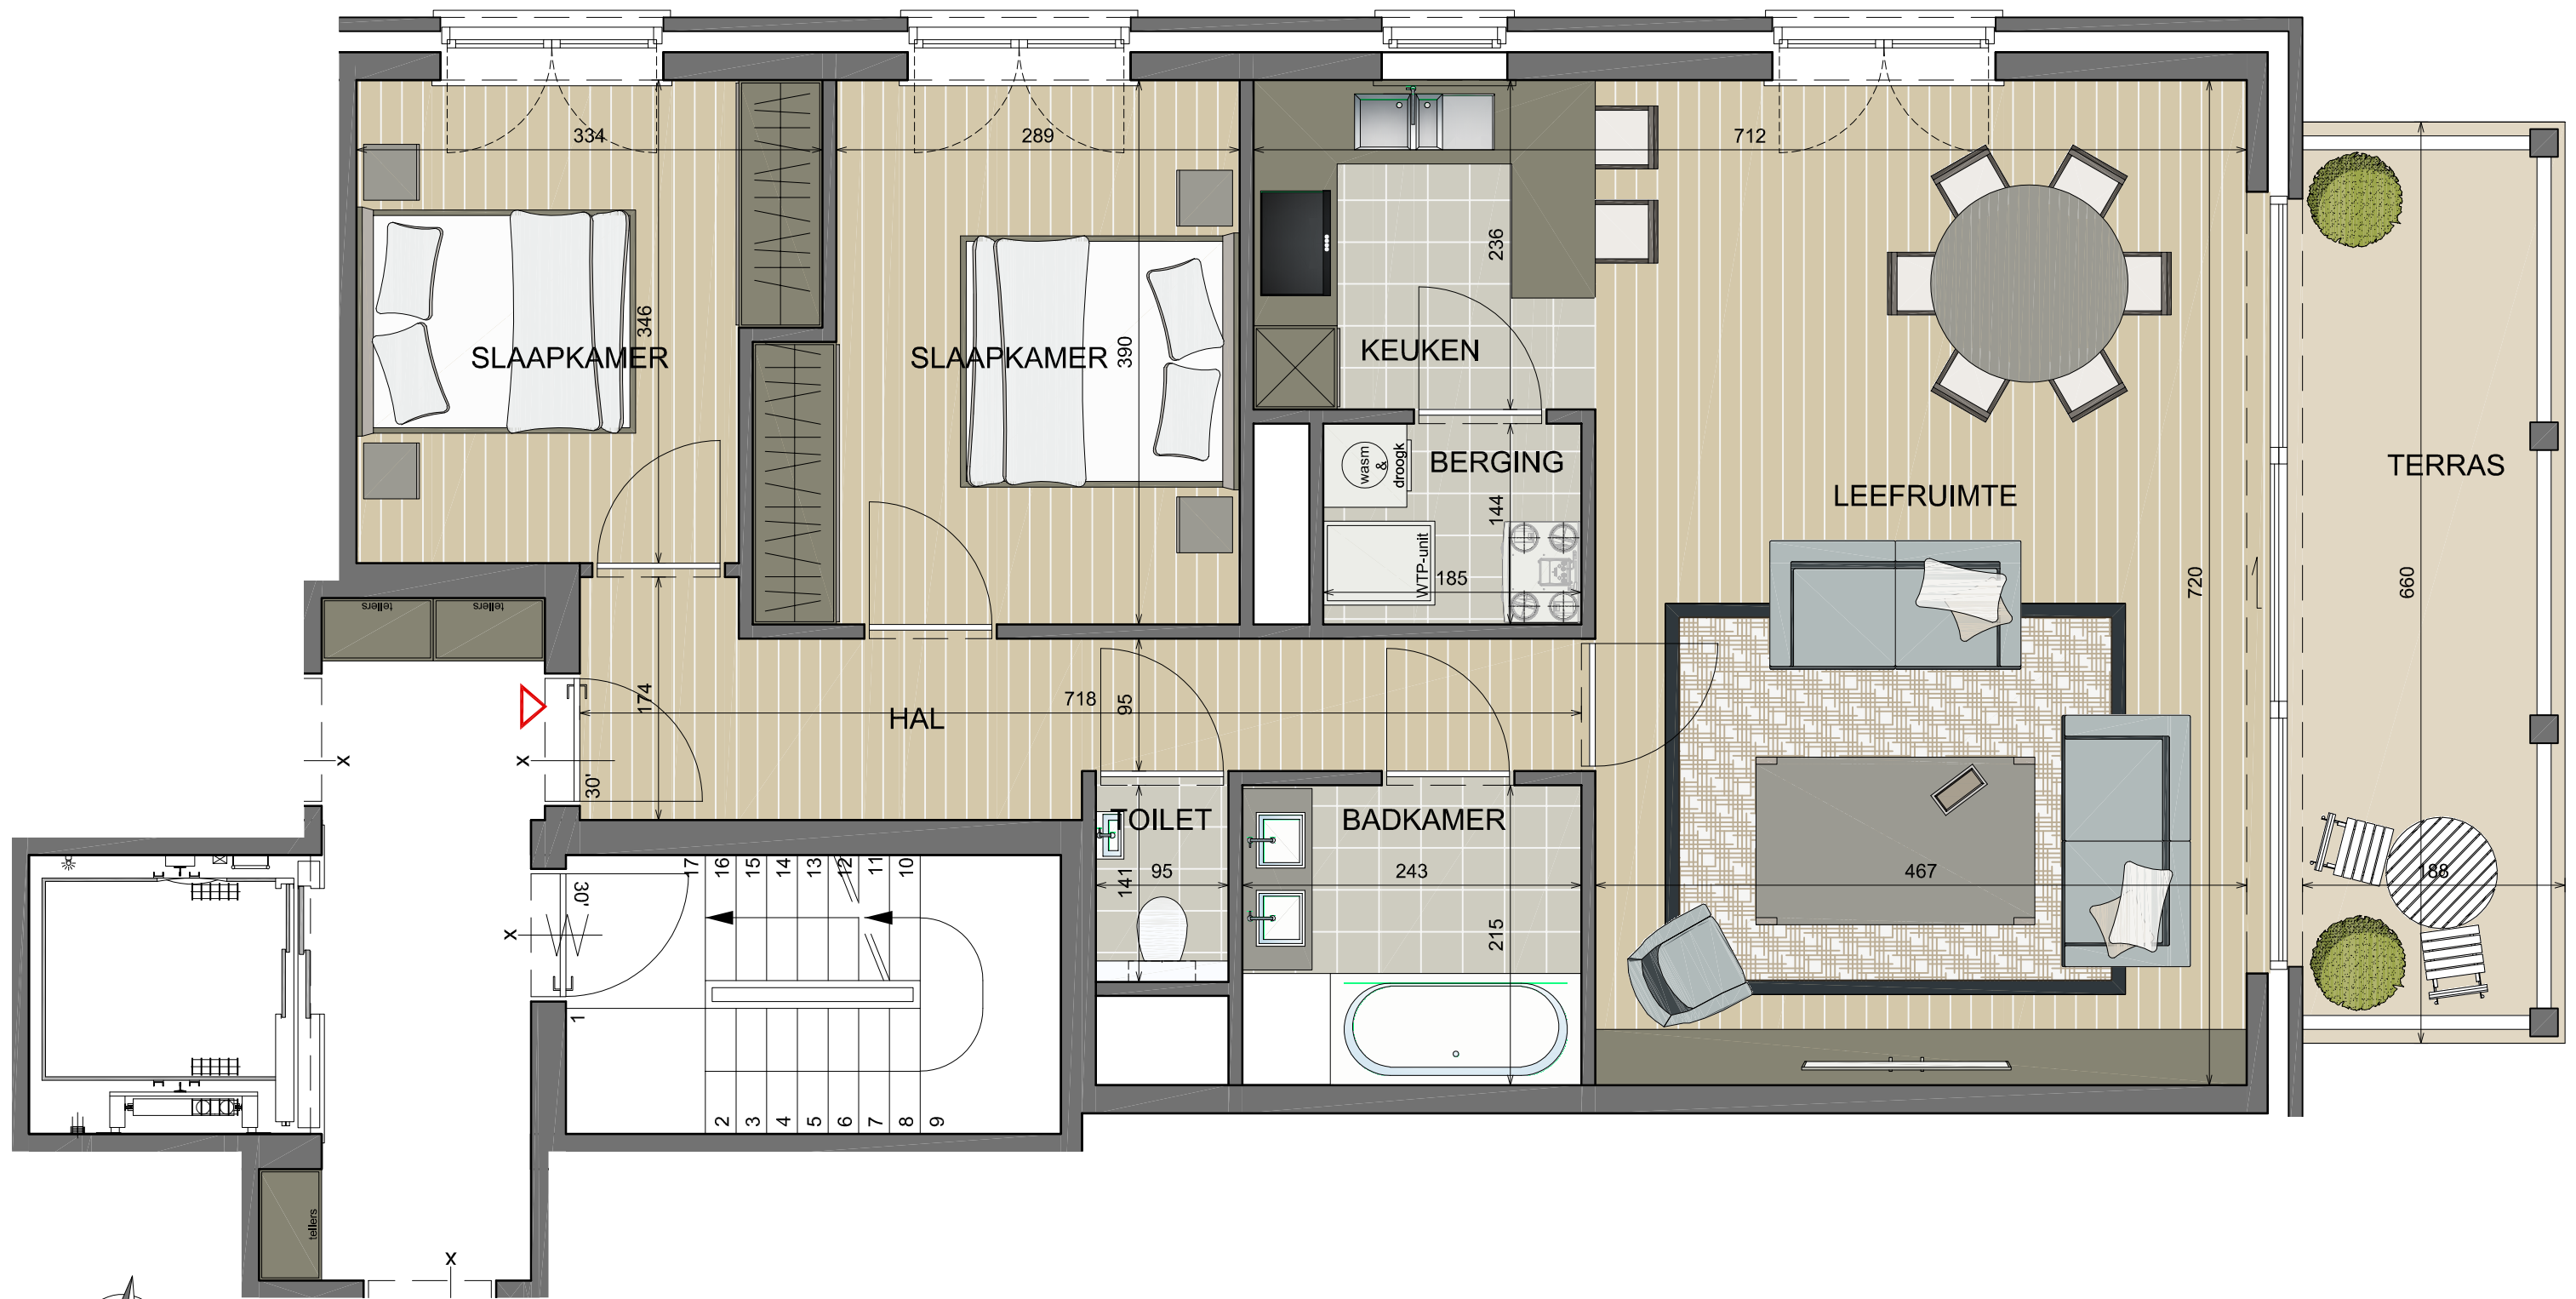 334
289
712
236
346
390
SLAAPKAMER
SLAAPKAMER
KEUKEN
wasm
&
droogk
BERGING
144
WTP-unit
185
LEEFRUIMTE
TERRAS
720
660
tellers
tellers
174
HAL
718
95
x
x
30'
TOILET
BADKAMER
141
95
243
215
467
188
30'
x
17
16
15
14
13
12
11
10
1
2
3
4
5
6
7
8
9
tellers
x